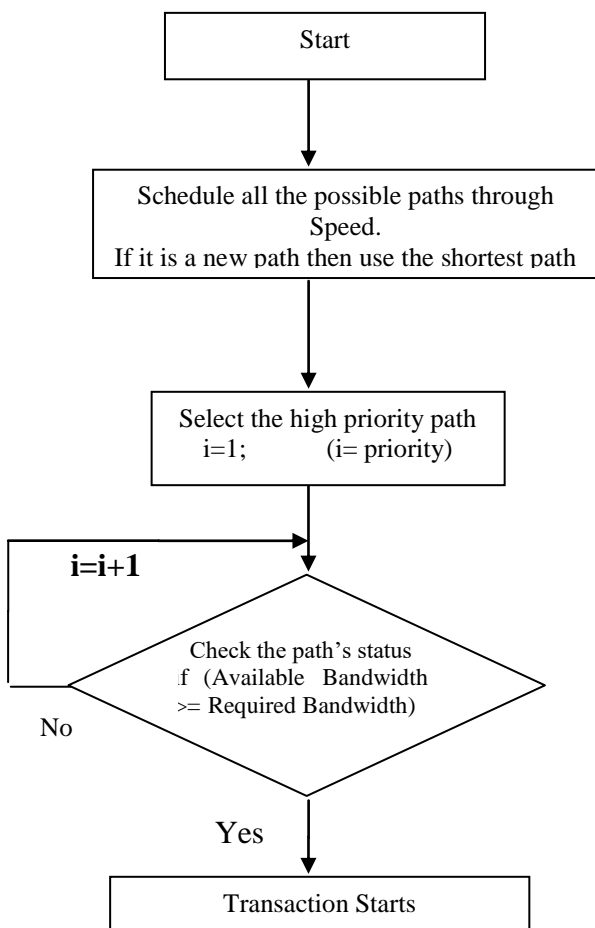 Start
Schedule all the possible paths through
Speed.
If it is a new path then use the shortest path
Select the high priority path
i=1; (i= priority)
i=i+1
Check the path's status
if (Available Bandwidth
>= Required Bandwidth)
No
Yes
Transaction Starts